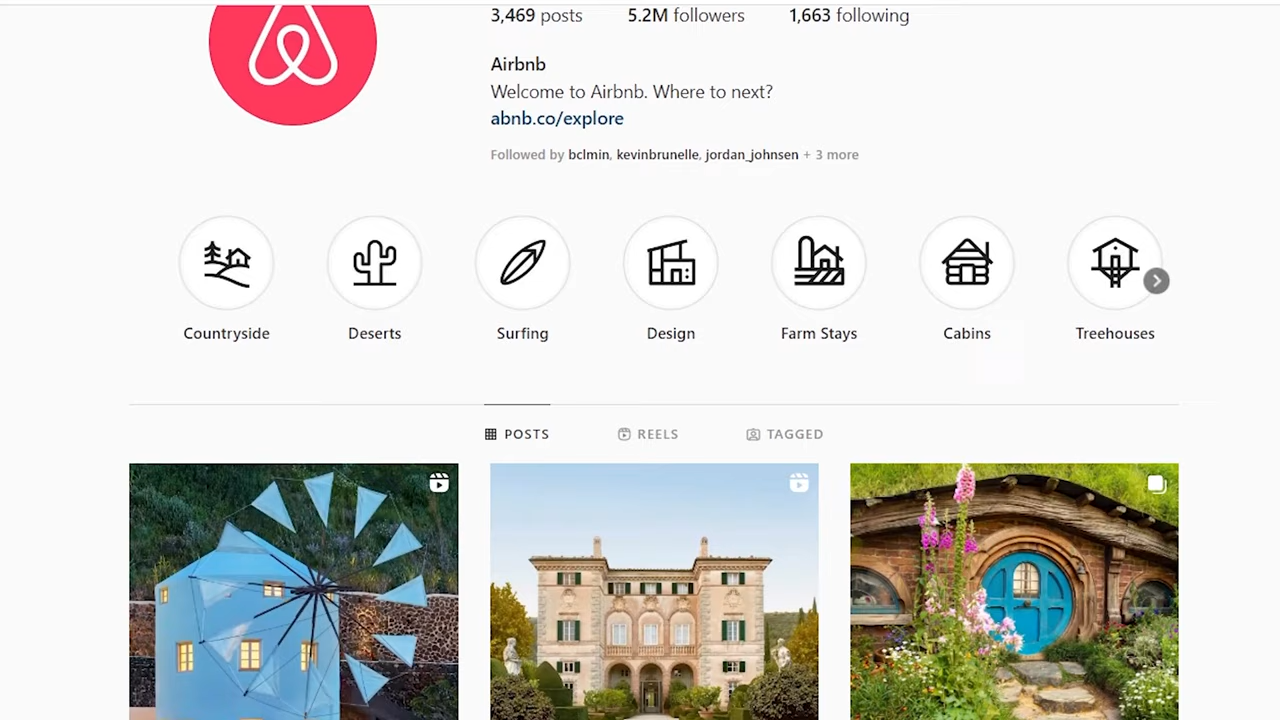 3,469 posts 5.2M followers 1,663 following
Airbnb
Welcome to Airbnb. Where to next?
abnb.co/explore
Followed by bclmin, kevinbrunelle, jordan_johnsen + 3 more
Countryside Deserts Surfing Design Farm Stays Cabins Treehouses
POSTS REELS TAGGED